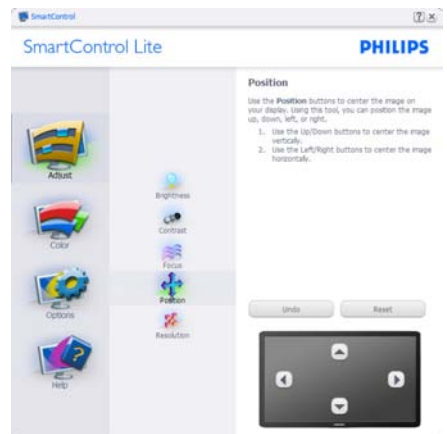 SmartControl
SmartControl Lite
PHILIPS
Adjust
Color
Options
Help
Brightness
Contrast
Focus
Position
Resolution
Position
Use the Position buttons to center the image on
your display. Using this tool, you can position the image
up, down, left, or right.
1. Use the Up/Down buttons to center the image
vertically.
2. Use the Left/Right buttons to center the image
horizontally.
Undo
Reset